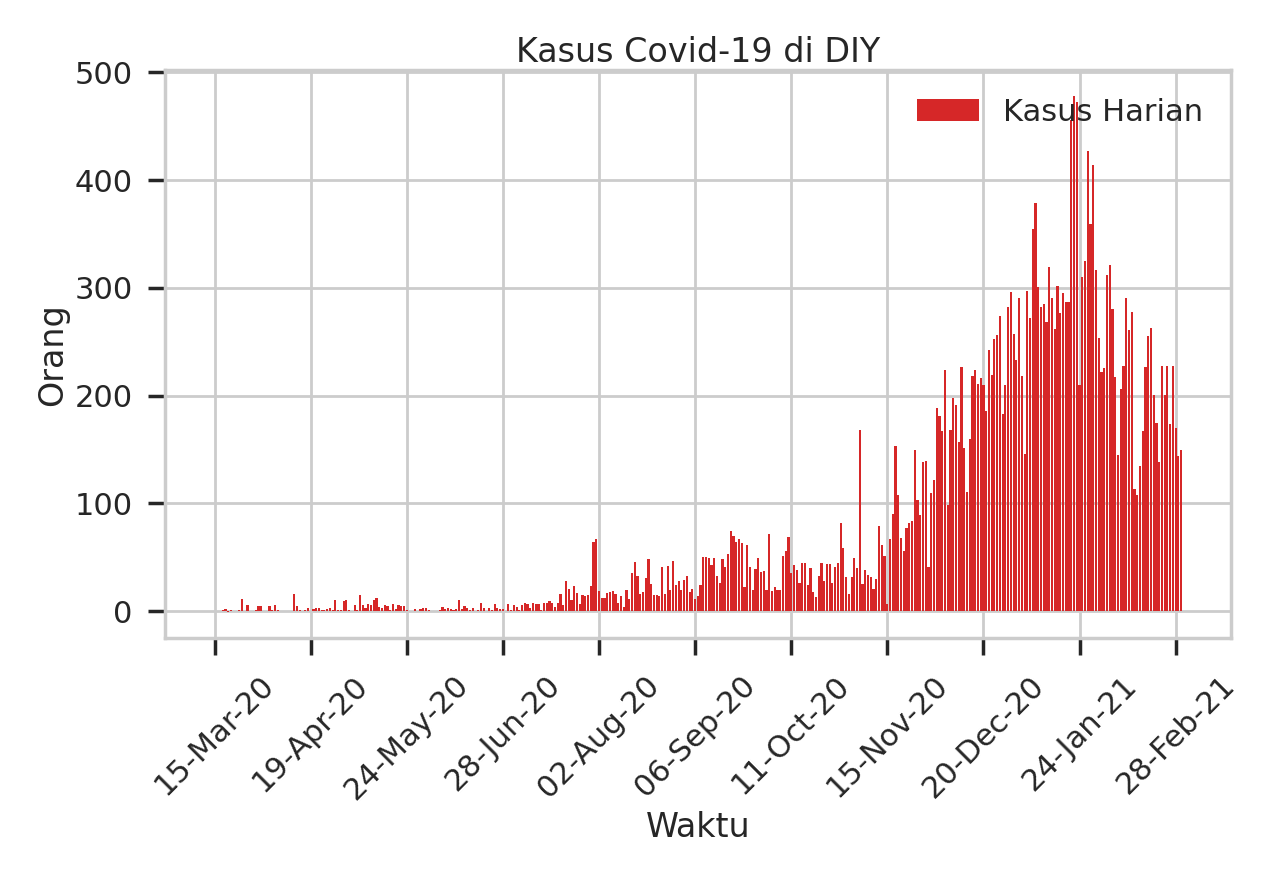 Kasus Covid-19 di DIY
Kasus Harian
500
400
300
200
100
0
Orang
15-Mar-20
19-Apr-20
24-May-20
28-Jun-20
02-Aug-20
06-Sep-20
11-Oct-20
15-Nov-20
20-Dec-20
24-Jan-21
28-Feb-21
Waktu